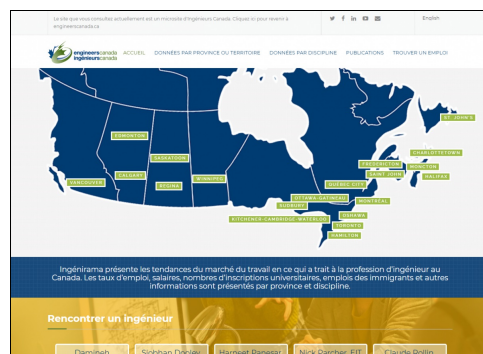 Le site que vous consultez actuellement est un microsite d'Ingénieurs Canada. Cliquez ici pour revenir à
engineerscanada.ca
English
engineerscanada
ingénieurscanada
ACCUEIL DONNÉES PAR PROVINCE OU TERRITOIRE DONNÉES PAR DISCIPLINE PUBLICATIONS TROUVER UN EMPLOI
ST. JOHN'S
EDMONTON
CHARLOTTETOWN
SASKATOON
FREDERICTON
MONCTON
CALGARY
WINNIPEG
SAINT JOHN
HALIFAX
VANCOUVER
REGINA
QUÉBEC CITY
OTTAWA-GATINEAU
MONTRÉAL
SUDBURY
KITCHENER-CAMBRIDGE-WATERLOO
OSHAWA
TORONTO
HAMILTON
Ingénirama présente les tendances du marché du travail en ce qui a trait à la profession d'ingénieur au
Canada. Les taux d'emploi, salaires, nombres d'inscriptions universitaires, emplois des immigrants et autres
informations sont présentés par province et discipline.
Rencontrer un ingénieur
Damineh Siobhan Dooley Harpreet Panesar Nick Parcher, EIT Claude Rollin